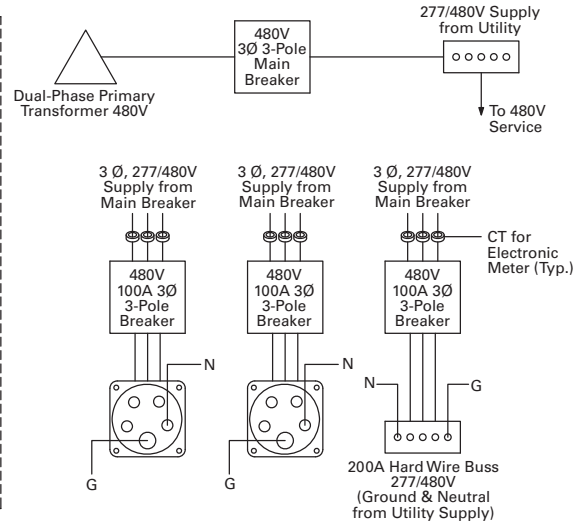 277/480V Supply
from Utility
480V
3Ø 3-Pole
Main
Breaker
Dual-Phase Primary
Transformer 480V
To 480V
Service
3 Ø, 277/480V
Supply from
Main Breaker
3 Ø, 277/480V
Supply from
Main Breaker
3 Ø, 277/480V
Supply from
Main Breaker
CT for
Electronic
Meter (Typ.)
480V
100A 3Ø
3-Pole
Breaker
480V
100A 3Ø
3-Pole
Breaker
480V
100A 3Ø
3-Pole
Breaker
N
N
N
G
G
G
200A Hard Wire Buss
277/480V
(Ground & Neutral
from Utility Supply)